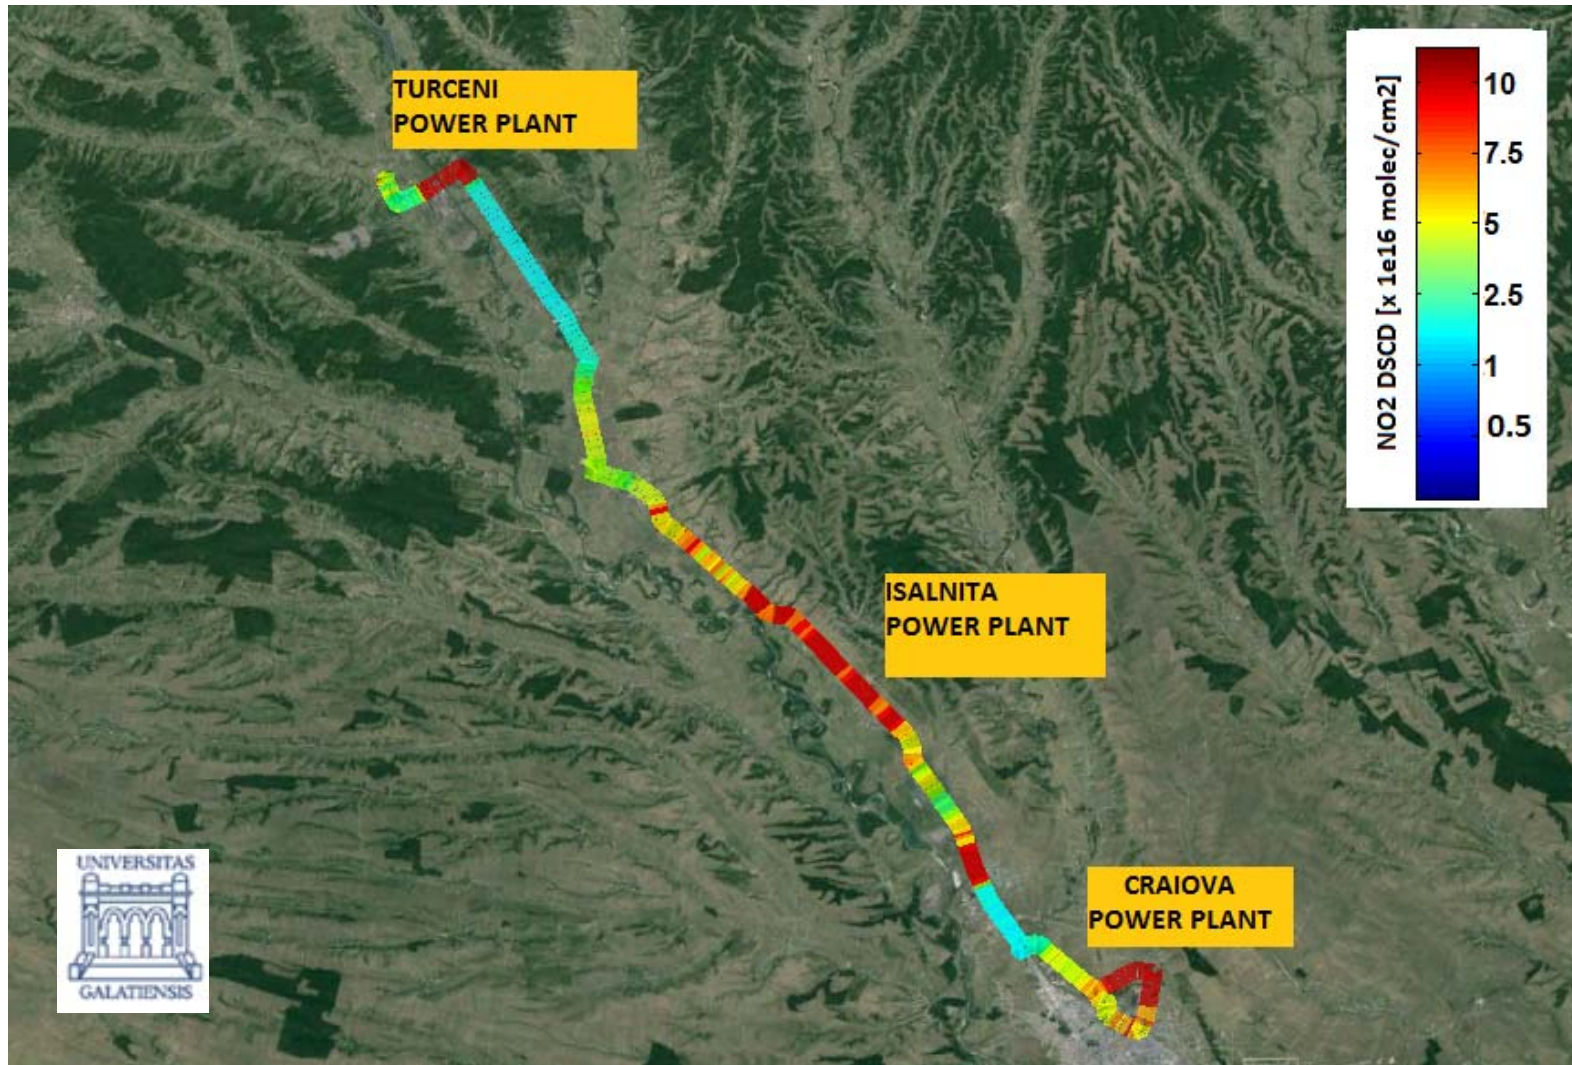 TURCENI
POWER PLANT
ISALNITA
POWER PLANT
CRAIOVA
POWER PLANT
NO2 DSCD [x 1e16 molec/cm2]
10
7.5
5
2.5
1
0.5
UNIVERSITAS
GALATIENSIS